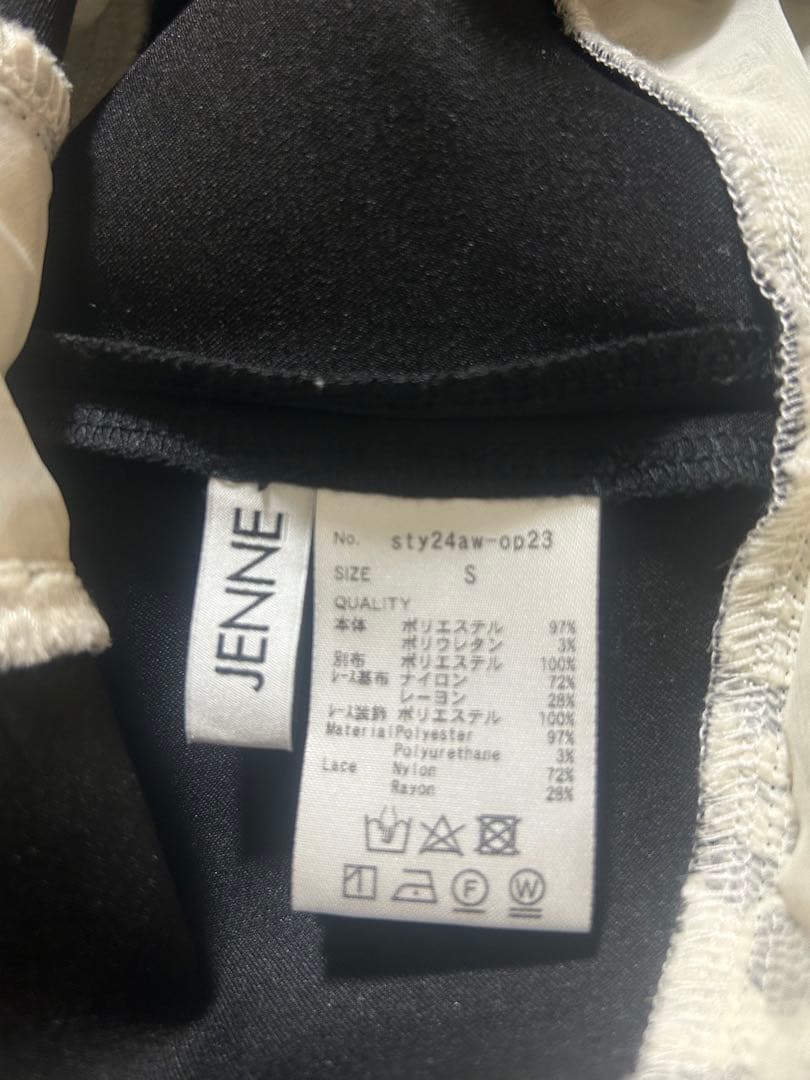 JENNE
No. sty24aw-op23
SIZE S
QUALITY
本体 ポリエステル 97%
ポリウレタン 3%
別布 ポリエステル 100%
レース基布 ナイロン 72%
レーヨン 28%
レース装飾 ポリエステル 100%
Material Polyester 97%
Polyurethane 3%
Lace Nylon 72%
Rayon 28%
F W